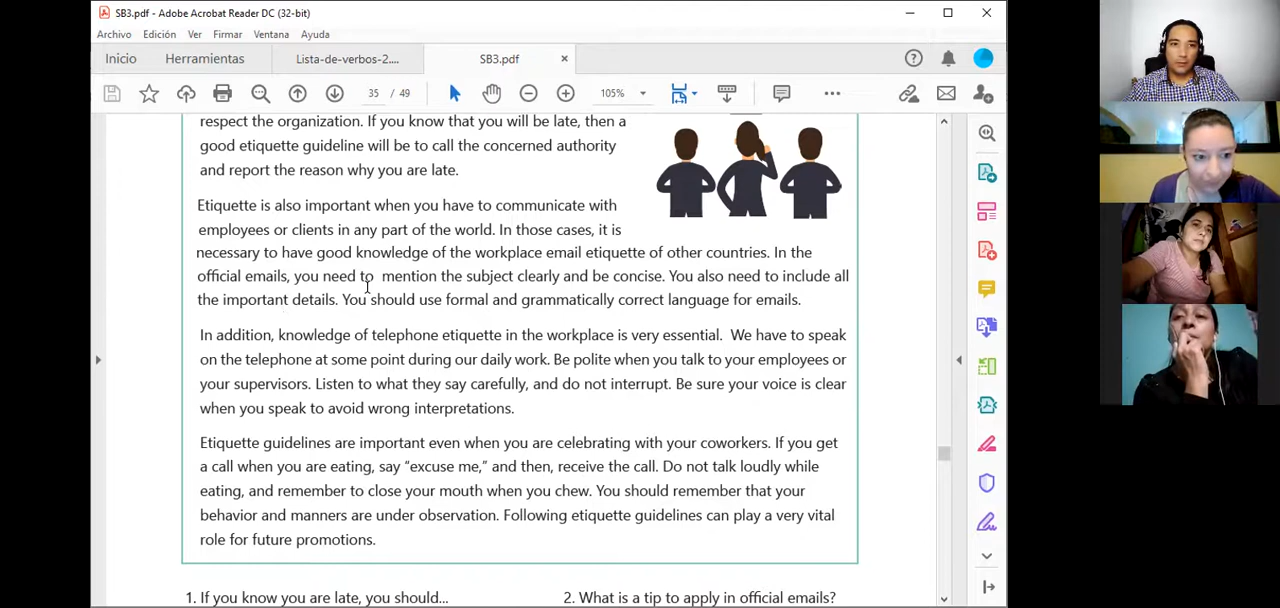 SB3.pdf - Adobe Acrobat Reader DC (32-bit)
Archivo Edición Ver Firmar Ventana Ayuda
Inicio Herramientas Lista-de-verbos-2.... SB3.pdf
35 / 49 105%
respect the organization. If you know that you will be late, then a
good etiquette guideline will be to call the concerned authority
and report the reason why you are late.
Etiquette is also important when you have to communicate with
employees or clients in any part of the world. In those cases, it is
necessary to have good knowledge of the workplace email etiquette of other countries. In the
official emails, you need to mention the subject clearly and be concise. You also need to include all
the important details. You should use formal and grammatically correct language for emails.
In addition, knowledge of telephone etiquette in the workplace is very essential. We have to speak
on the telephone at some point during our daily work. Be polite when you talk to your employees or
your supervisors. Listen to what they say carefully, and do not interrupt. Be sure your voice is clear
when you speak to avoid wrong interpretations.
Etiquette guidelines are important even when you are celebrating with your coworkers. If you get
a call when you are eating, say “excuse me,” and then, receive the call. Do not talk loudly while
eating, and remember to close your mouth when you chew. You should remember that your
behavior and manners are under observation. Following etiquette guidelines can play a very vital
role for future promotions.
1. If you know you are late, you should... 2. What is a tip to apply in official emails?